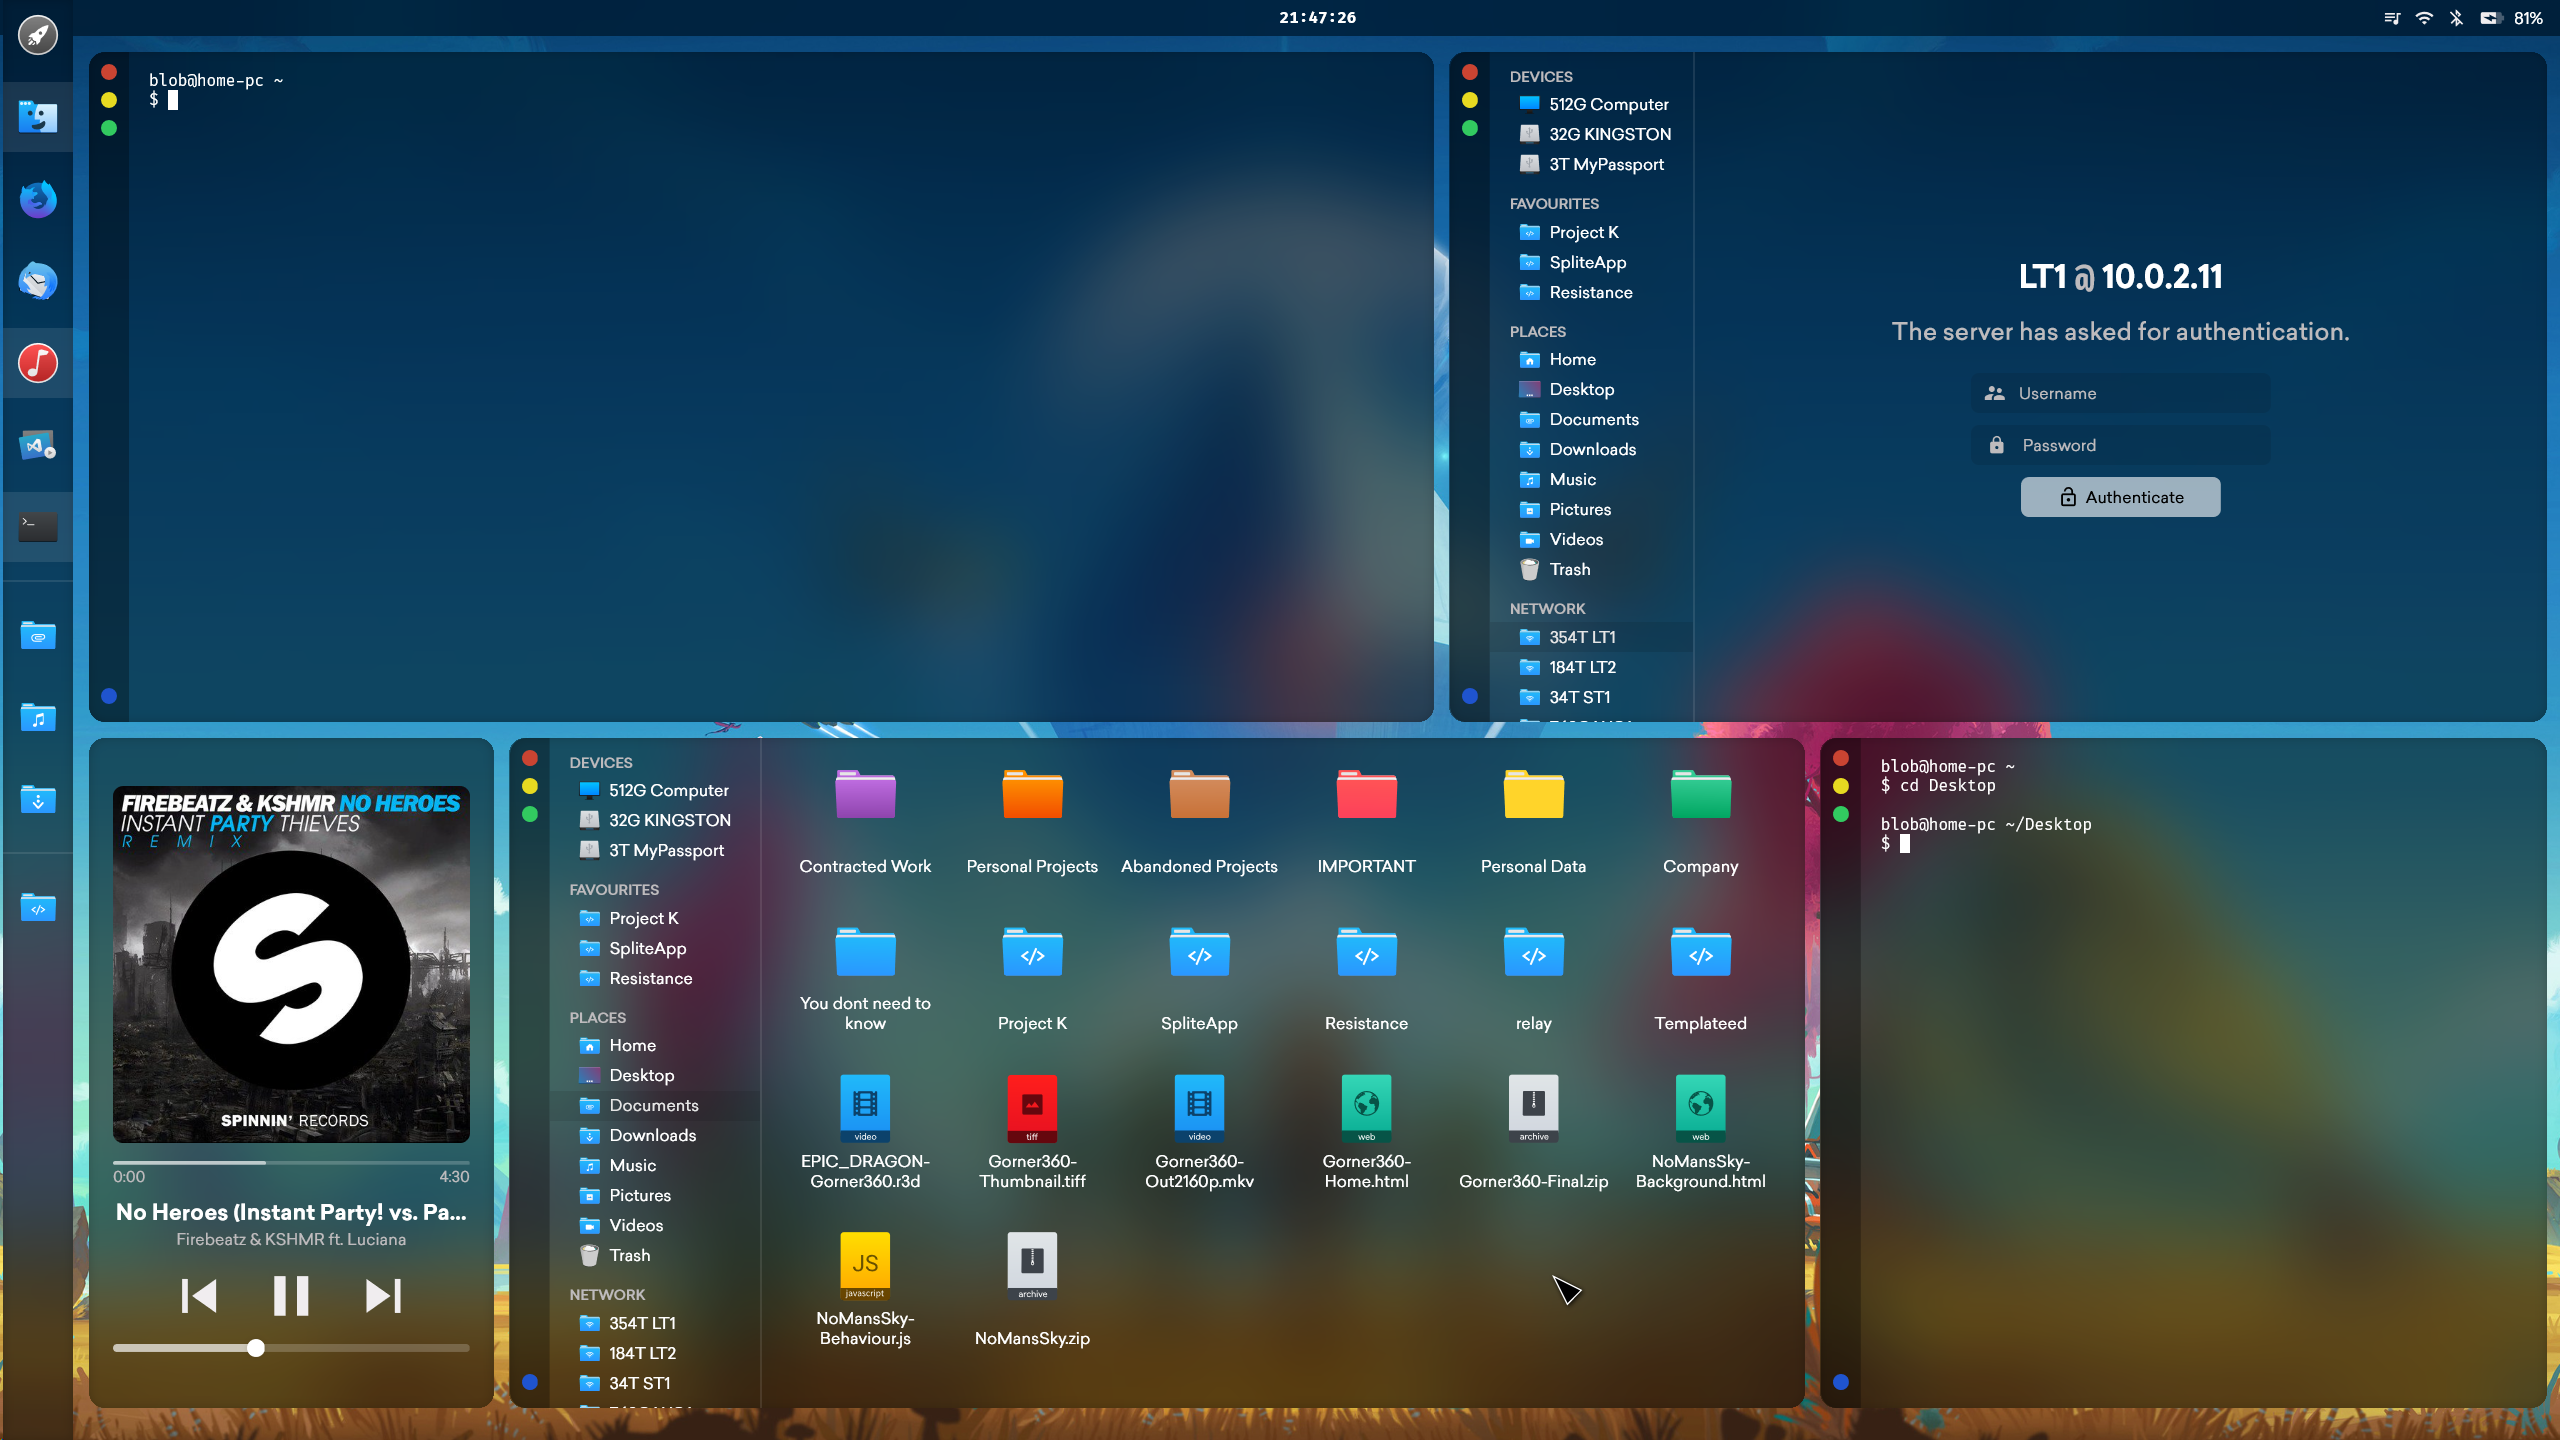 21:47:26
81%
blob@home-pc ~
$
DEVICES
512G Computer
32G KINGSTON
3T MyPassport
FAVOURITES
Project K
SpliteApp
Resistance
PLACES
Home
Desktop
Documents
Downloads
Music
Pictures
Videos
Trash
NETWORK
354T LT1
184T LT2
34T ST1
LT1 @ 10.0.2.11
The server has asked for authentication.
Username
Password
Authenticate
FIREBEATZ & KSHMR NO HEROES
INSTANT PARTY THIEVES
REMIX
SPINNIN' RECORDS
0:00 4:30
No Heroes (Instant Party! vs. Pa...
Firebeatz & KSHMR ft. Luciana
DEVICES
512G Computer
32G KINGSTON
3T MyPassport
FAVOURITES
Project K
SpliteApp
Resistance
PLACES
Home
Desktop
Documents
Downloads
Music
Pictures
Videos
Trash
NETWORK
354T LT1
184T LT2
34T ST1
Contracted Work
Personal Projects
Abandoned Projects
IMPORTANT
Personal Data
Company
You dont need to
know
Project K
SpliteApp
Resistance
relay
Templateed
video
EPIC_DRAGON-
Gorner360.r3d
tiff
Gorner360-
Thumbnail.tiff
video
Gorner360-
Out2160p.mkv
web
Gorner360-
Home.html
archive
Gorner360-Final.zip
web
NoMansSky-
Background.html
JS
javascript
NoMansSky-
Behaviour.js
archive
NoMansSky.zip
blob@home-pc ~
$ cd Desktop
blob@home-pc ~/Desktop
$